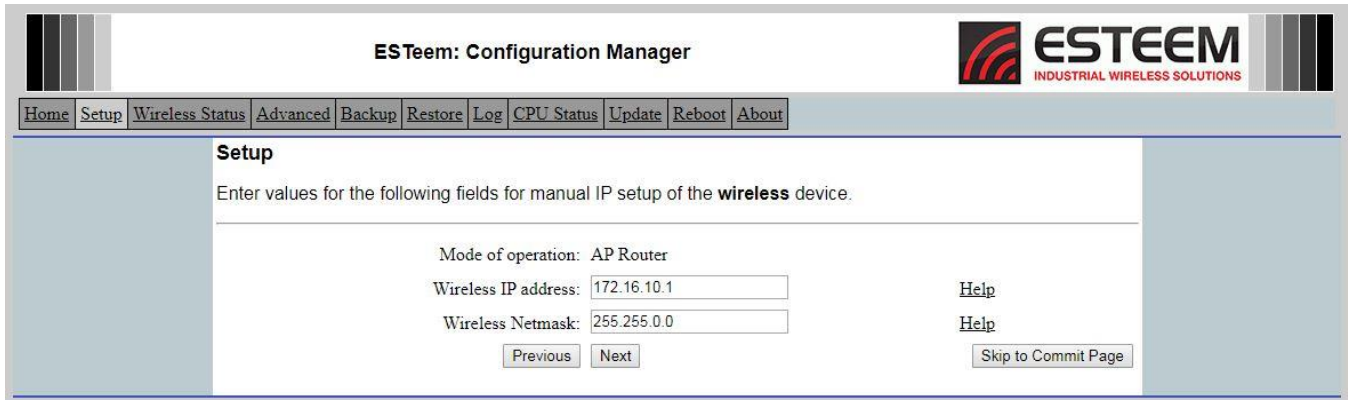 ESTeem: Configuration Manager
ESTEEM
INDUSTRIAL WIRELESS SOLUTIONS
Home Setup Wireless Status Advanced Backup Restore Log CPU Status Update Reboot About
Setup
Enter values for the following fields for manual IP setup of the wireless device.
Mode of operation: AP Router
Wireless IP address: 172.16.10.1 Help
Wireless Netmask: 255.255.0.0 Help
Previous Next Skip to Commit Page